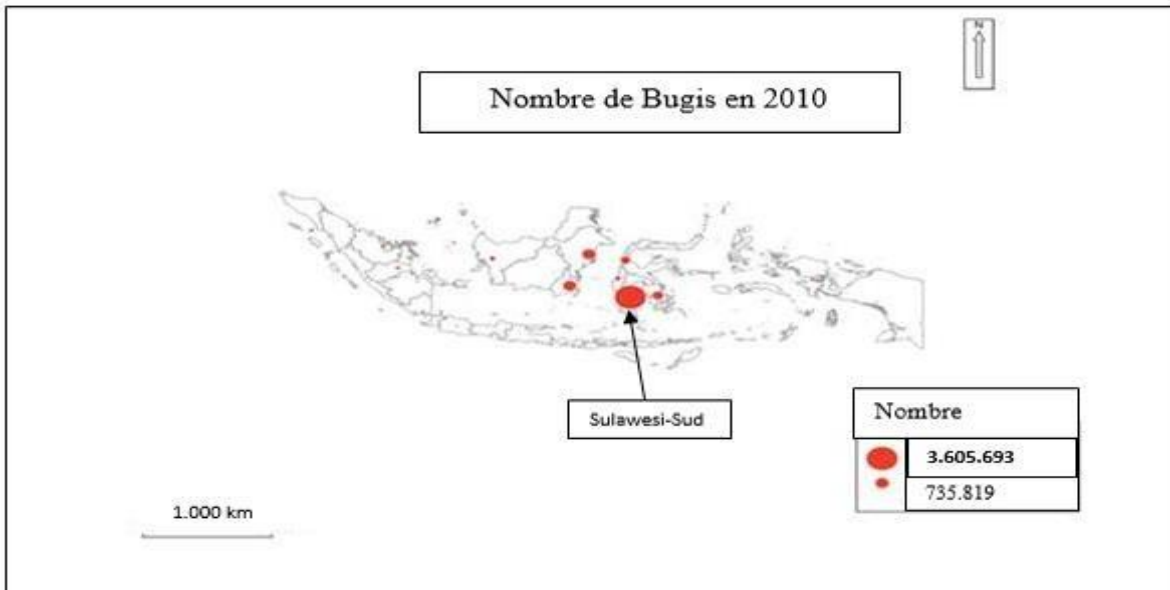 N
Nombre de Bugis en 2010
Sulawesi-Sud
Nombre
3.605.693
735.819
1.000 km